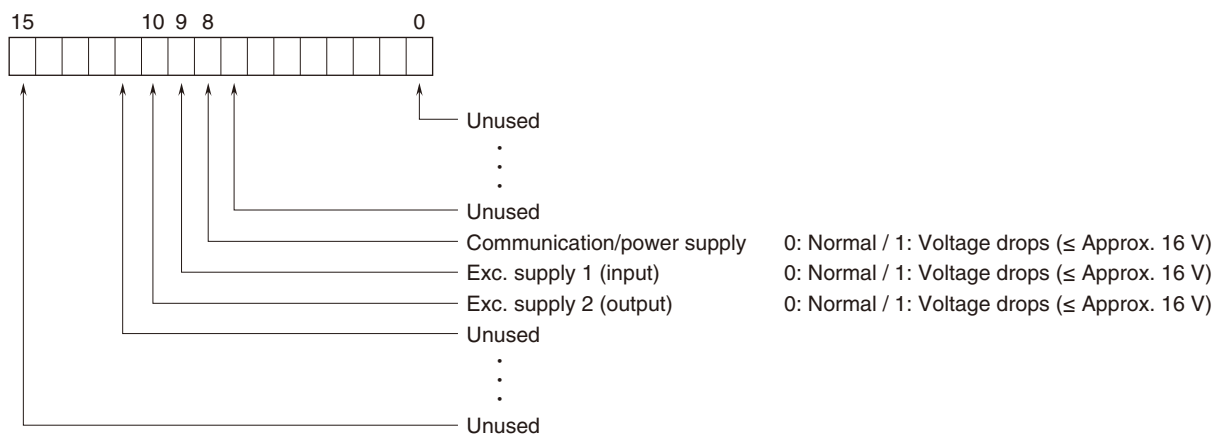 15 10 9 8 0
Unused
.
.
.
Unused
Communication/power supply 0: Normal / 1: Voltage drops (≤ Approx. 16 V)
Exc. supply 1 (input) 0: Normal / 1: Voltage drops (≤ Approx. 16 V)
Exc. supply 2 (output) 0: Normal / 1: Voltage drops (≤ Approx. 16 V)
Unused
.
.
.
Unused